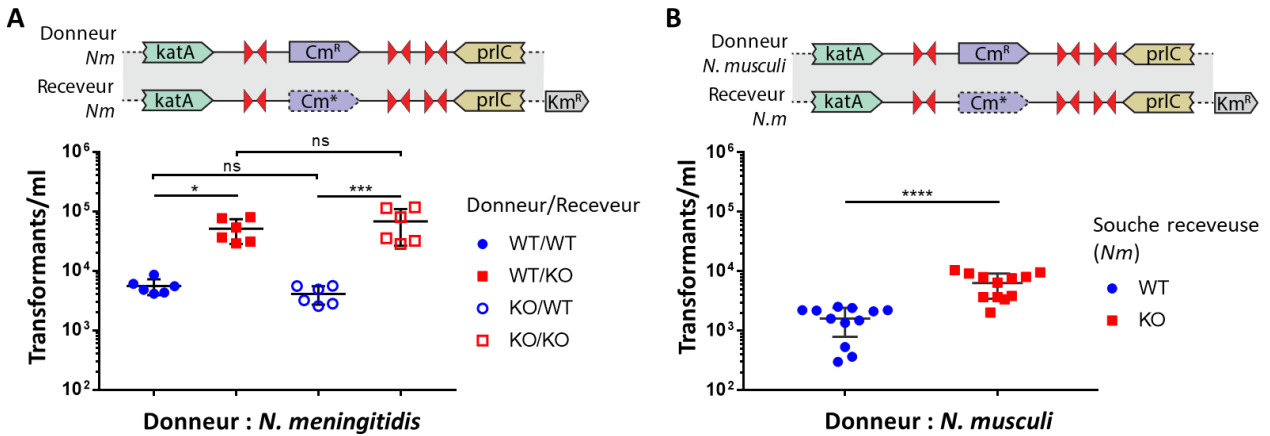 A
Donneur
Nm
katA
Cmᴿ
prlC
Receveur
Nm
katA
Cm*
prlC
Kmᴿ
Transformants/ml
10⁶
10⁵
10⁴
10³
10²
ns
ns
*
***
Donneur/Receveur
WT/WT
WT/KO
KO/WT
KO/KO
Donneur : N. meningitidis
B
Donneur
N. musculi
katA
Cmᴿ
prlC
Receveur
N.m
katA
Cm*
prlC
Kmᴿ
Transformants/ml
10⁶
10⁵
10⁴
10³
10²
****
Souche receveuse
(Nm)
WT
KO
Donneur : N. musculi